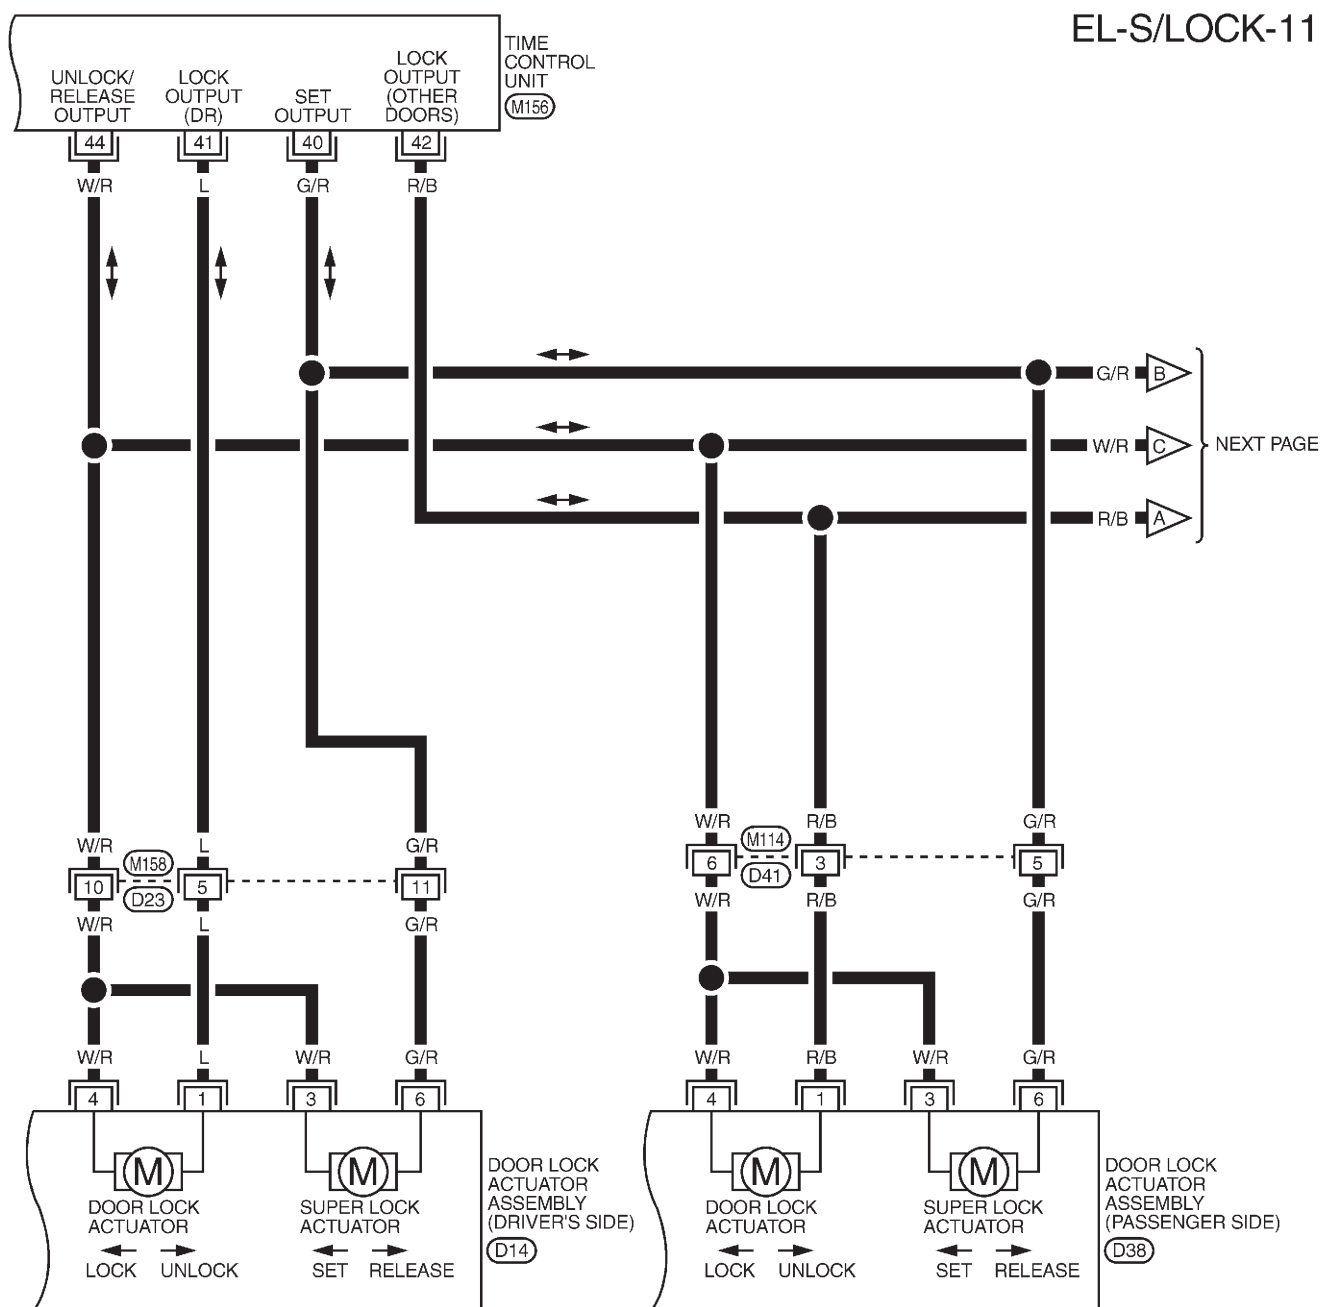 EL-S/LOCK-11
TIME
CONTROL
UNIT
M156
UNLOCK/
RELEASE
OUTPUT
LOCK
OUTPUT
(DR)
SET
OUTPUT
LOCK
OUTPUT
(OTHER
DOORS)
44 41 40 42
W/R L G/R R/B
G/R B
W/R C
R/B A
NEXT PAGE
W/R L G/R
M158
10 5 11
D23
W/R L G/R
W/R R/B G/R
M114
6 3 5
D41
W/R R/B G/R
W/R L W/R G/R
4 1 3 6
M M
DOOR LOCK
ACTUATOR
LOCK UNLOCK
SUPER LOCK
ACTUATOR
SET RELEASE
DOOR LOCK
ACTUATOR
ASSEMBLY
(DRIVER'S SIDE)
D14
W/R R/B W/R G/R
4 1 3 6
M M
DOOR LOCK
ACTUATOR
LOCK UNLOCK
SUPER LOCK
ACTUATOR
SET RELEASE
DOOR LOCK
ACTUATOR
ASSEMBLY
(PASSENGER SIDE)
D38